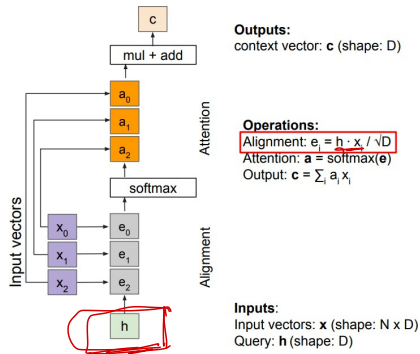 c
mul + add
a0
a1
a2
Attention
softmax
Input vectors
x0
x1
x2
e0
e1
e2
Alignment
h
Outputs:
context vector: c (shape: D)
Operations:
Alignment: ei = h · xi / √D
Attention: a = softmax(e)
Output: c = ∑i ai xi
Inputs:
Input vectors: x (shape: N x D)
Query: h (shape: D)